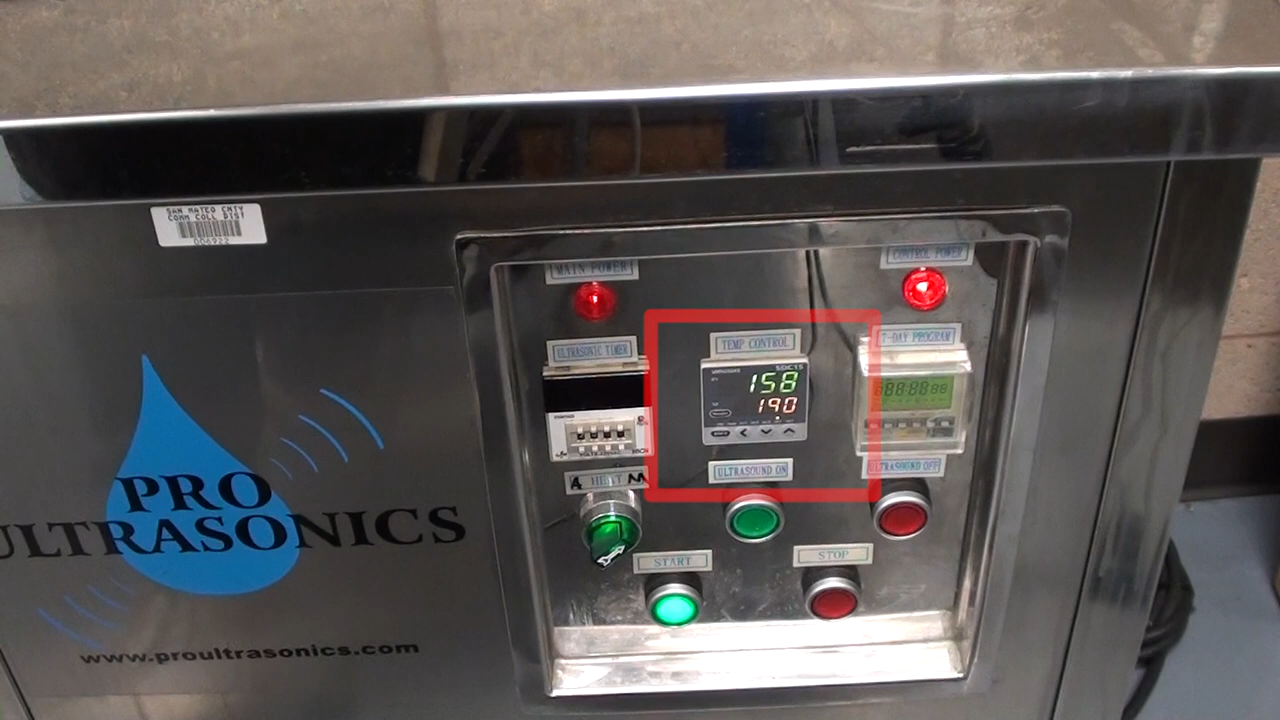 SAN MATEO CNTY
COMM COLL DIST
006922
MAIN POWER
CONTROL POWER
ULTRASONIC TIMER
TEMP CONTROL
7-DAY PROGRAM
SDC15
158
190
HEAT
ULTRASOUND ON
ULTRASOUND OFF
START
STOP
PRO
ULTRASONICS
www.proultrasonics.com